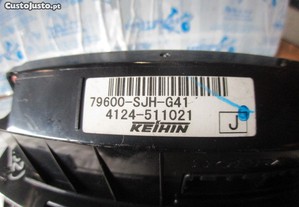 CustoJusto.pt
79600-SJH-G41
4124-511021
J
KEIHIN